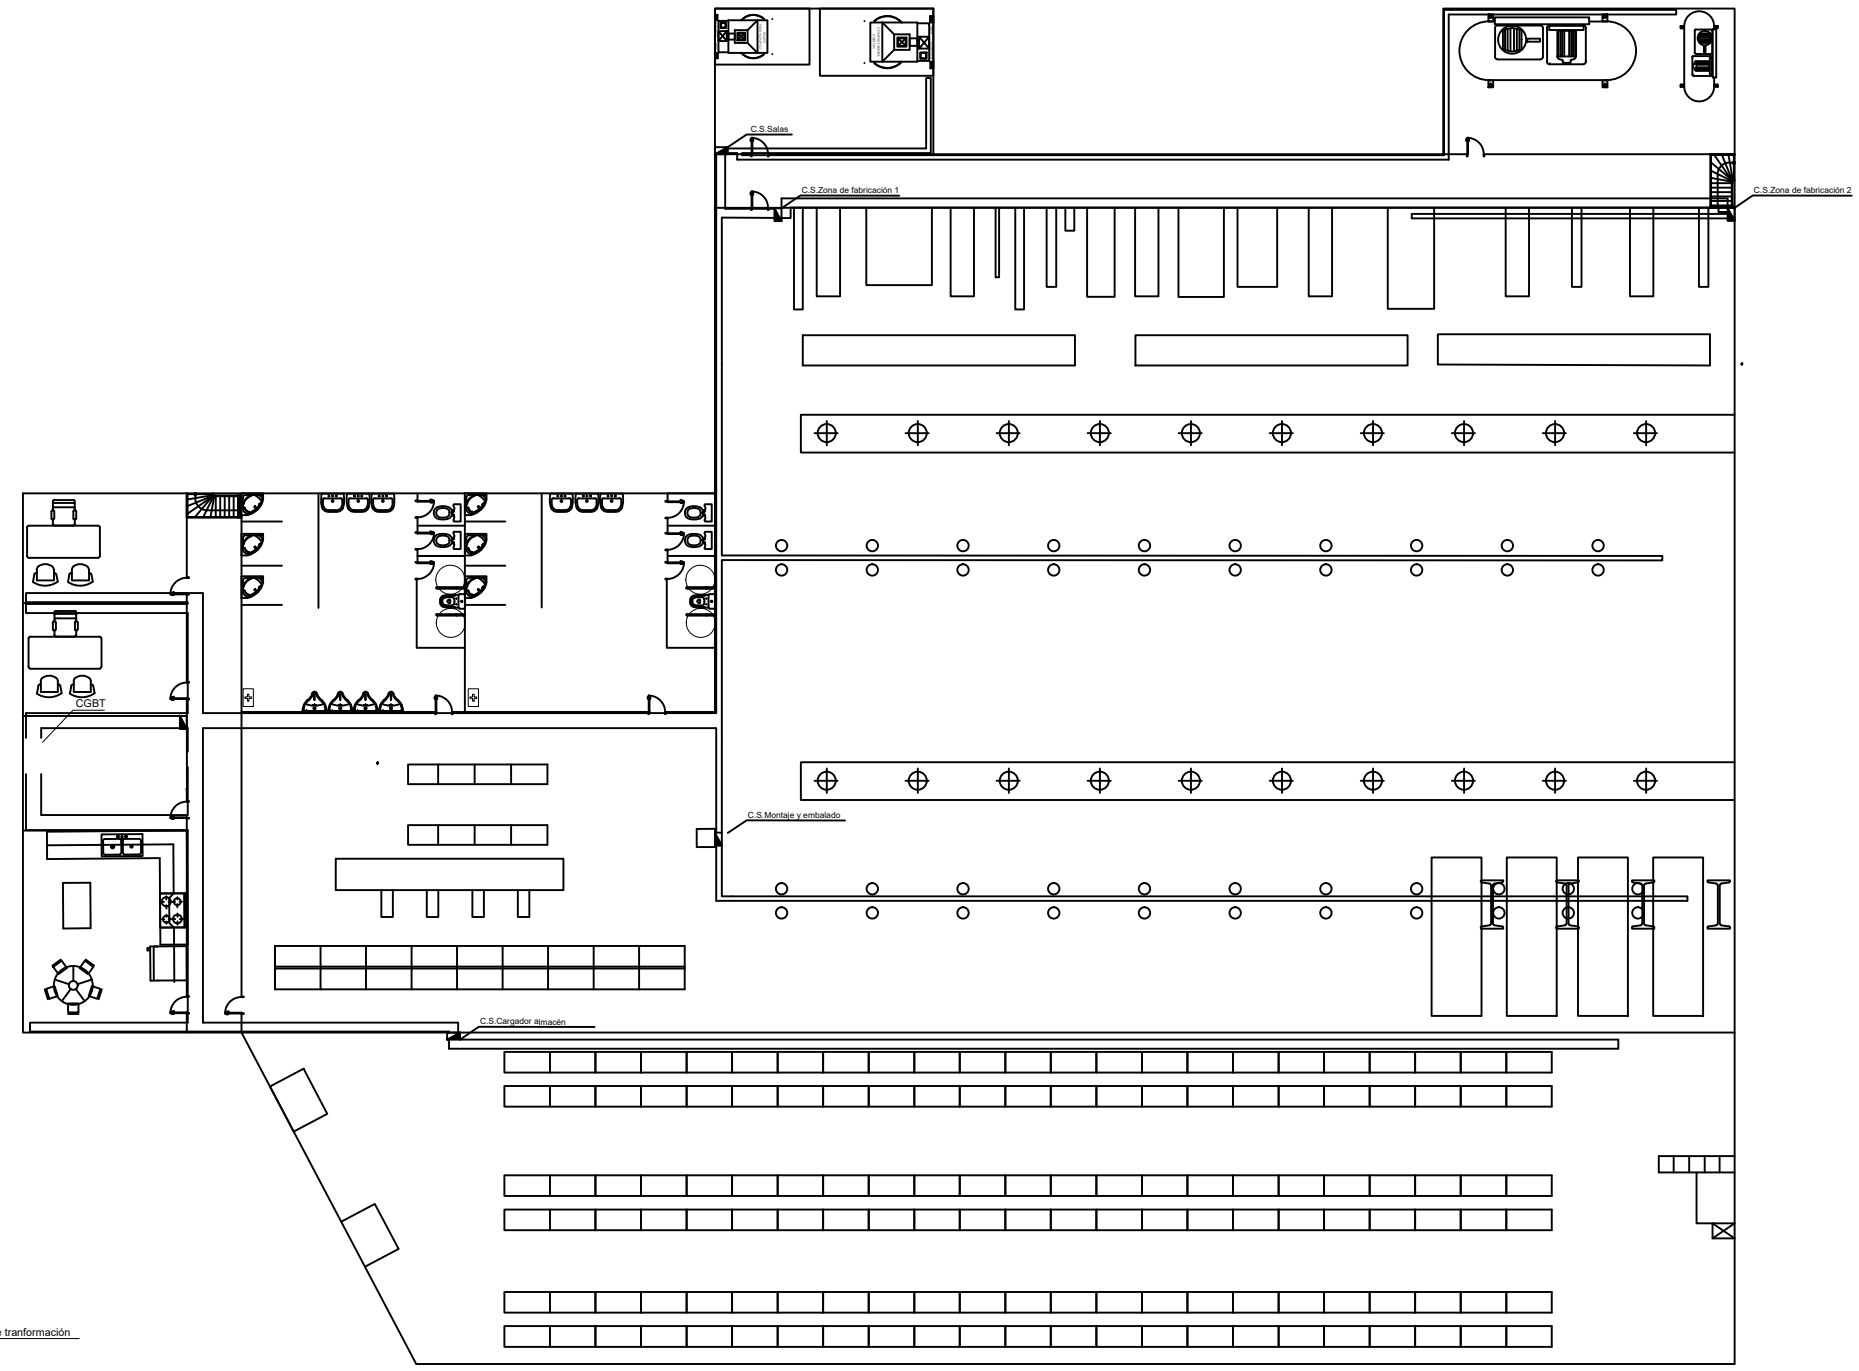 C.S.Salas
C.S.Zona de fabricación 1
C.S.Zona de fabricación 2
CGBT
C.S.Montaje y embalado
C.S.Cargador almacén
tranformación